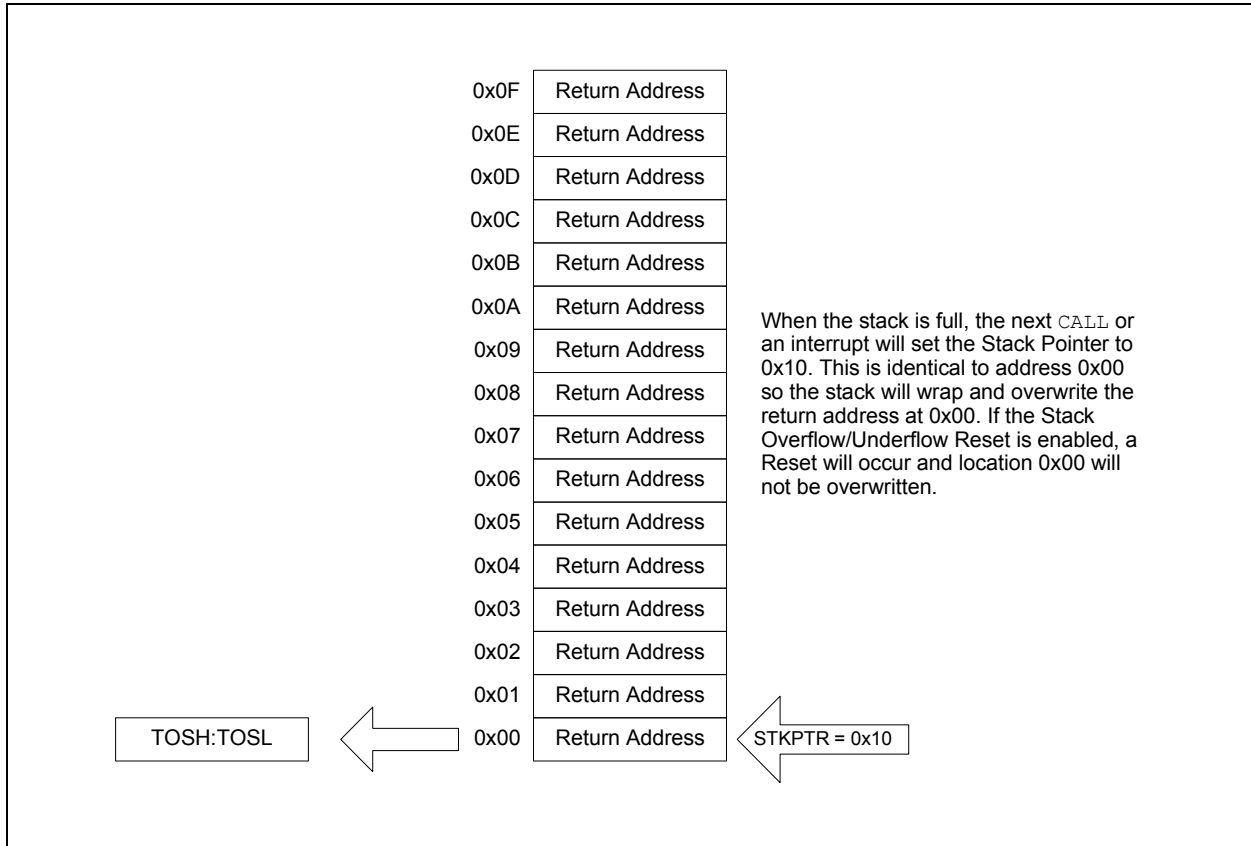 0x0F Return Address
0x0E Return Address
0x0D Return Address
0x0C Return Address
0x0B Return Address
0x0A Return Address
0x09 Return Address
0x08 Return Address
0x07 Return Address
0x06 Return Address
0x05 Return Address
0x04 Return Address
0x03 Return Address
0x02 Return Address
0x01 Return Address
TOSH:TOSL 0x00 Return Address STKPTR = 0x10
When the stack is full, the next CALL or
an interrupt will set the Stack Pointer to
0x10. This is identical to address 0x00
so the stack will wrap and overwrite the
return address at 0x00. If the Stack
Overflow/Underflow Reset is enabled, a
Reset will occur and location 0x00 will
not be overwritten.